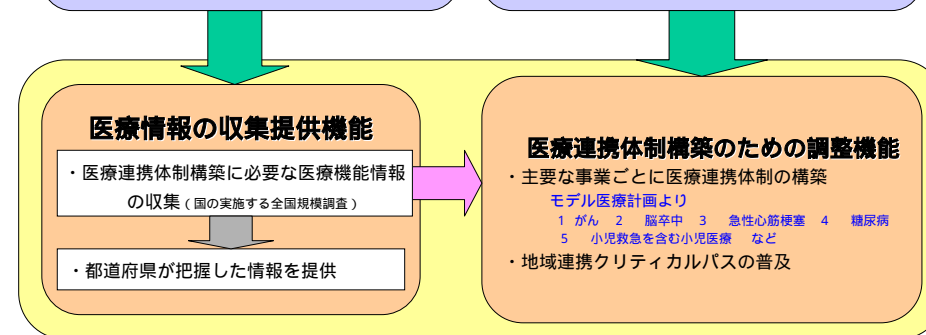 医療情報の収集提供機能
・医療連携体制構築に必要な医療機能情報
の収集(国の実施する全国規模調査)
・都道府県が把握した情報を提供
医療連携体制構築のための調整機能
・主要な事業ごとに医療連携体制の構築
モデル医療計画より
1 がん 2 脳卒中 3 急性心筋梗塞 4 糖尿病
5 小児救急を含む小児医療 など
・地域連携クリティカルパスの普及